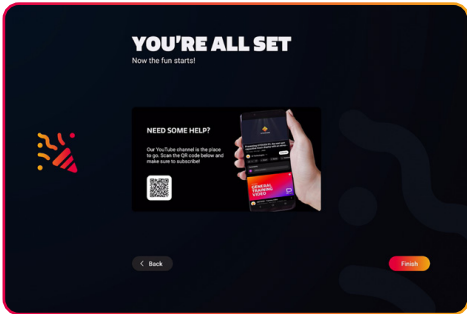 YOU'RE ALL SET
Now the fun starts!
NEED SOME HELP?
Our YouTube channel is the place
to go. Scan the QR code below and
make sure to subscribe!
GENERAL
TRAINING
VIDEO
Back
Finish